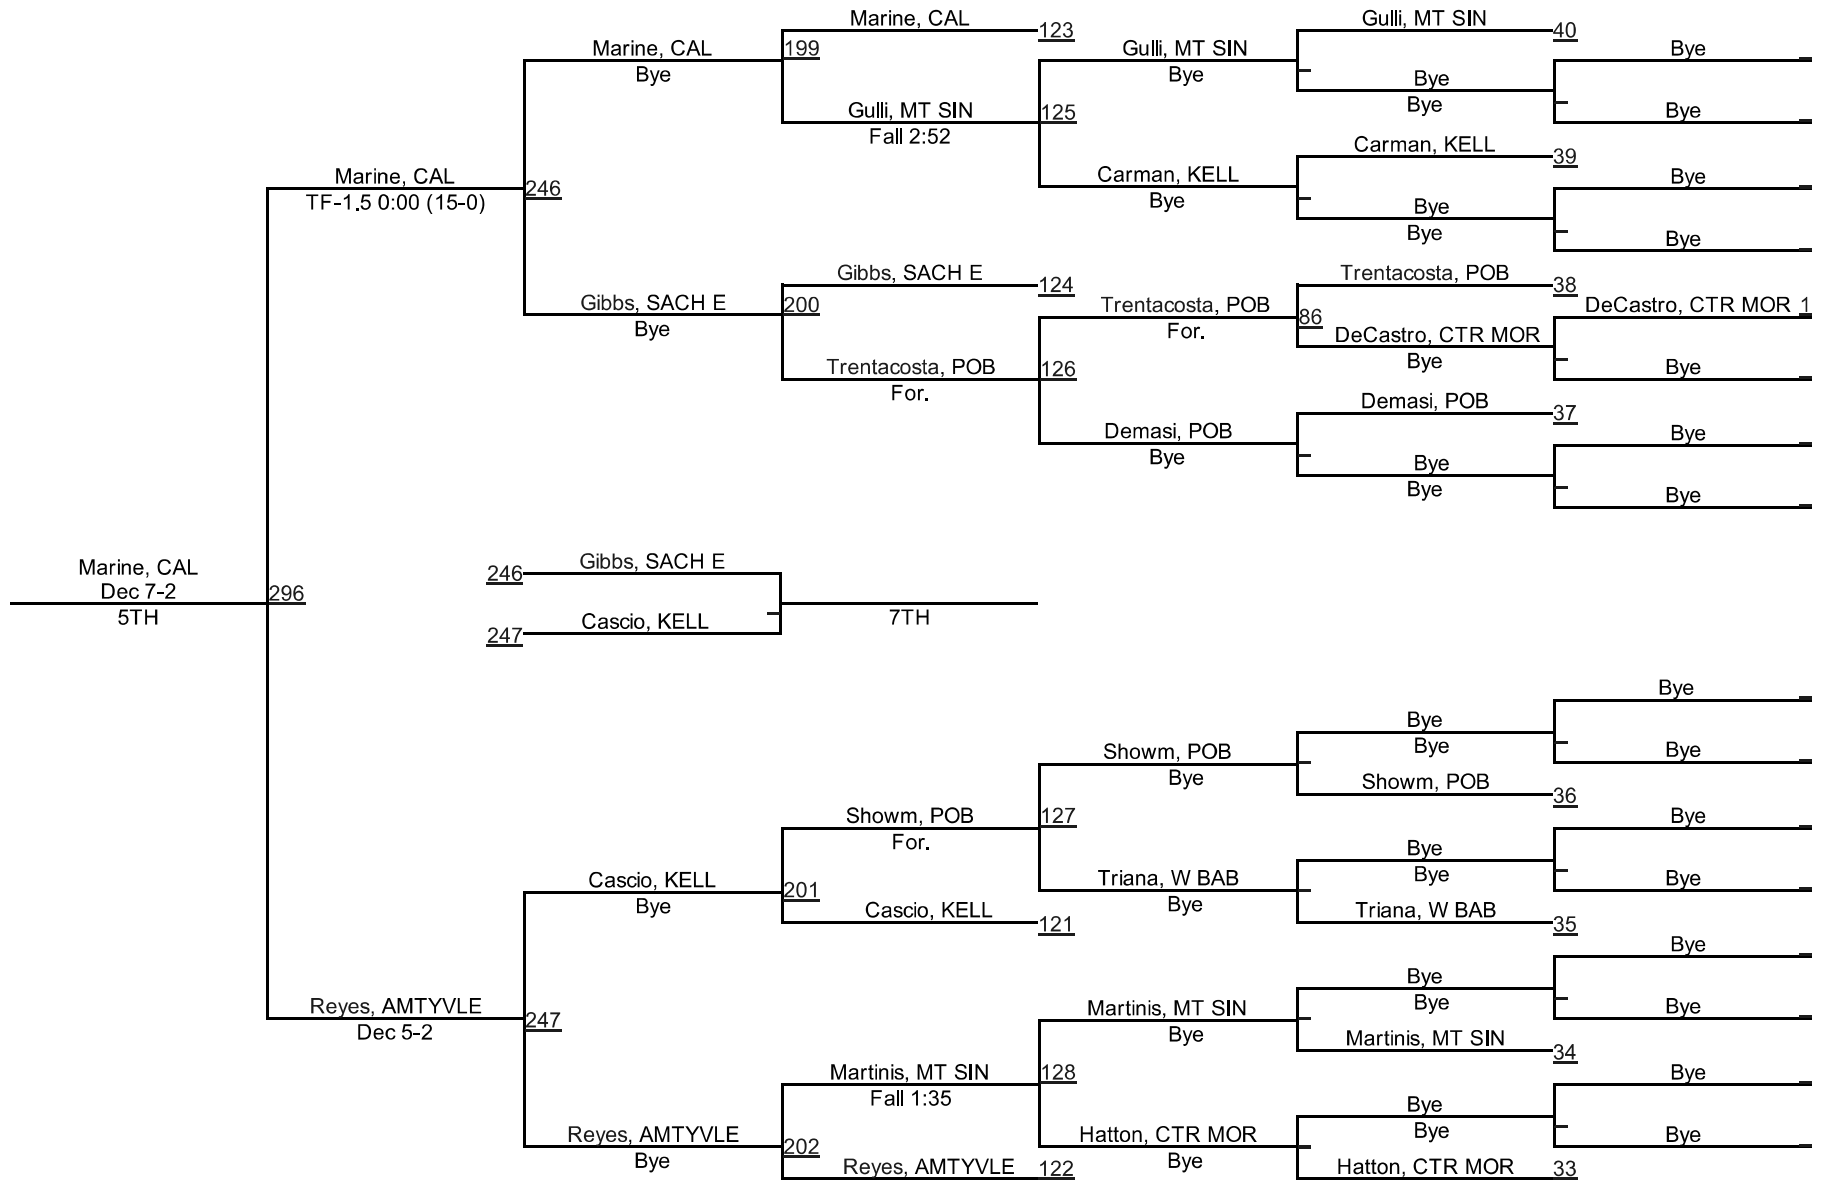 Marine, CAL
123
Gulli, MT SIN
40
Marine, CAL
199
Gulli, MT SIN
Bye
Bye
Bye
Bye
Bye
Bye
Gulli, MT SIN
125
Bye
Fall 2:52
Carman, KELL
39
Marine, CAL
246
Carman, KELL
Bye
TF-1.5 0:00 (15-0)
Bye
Bye
Bye
Bye
Gibbs, SACH E
124
Trentacosta, POB
38
Gibbs, SACH E
200
Trentacosta, POB
86
DeCastro, CTR MOR 1
Bye
For.
DeCastro, CTR MOR
Trentacosta, POB
126
Bye
Bye
For.
Demasi, POB
37
Demasi, POB
Bye
Bye
Bye
Bye
Bye
Marine, CAL
246
Gibbs, SACH E
Dec 7-2
296
5TH
247
Cascio, KELL
7TH
Bye
Bye
Showm, POB
Bye
Bye
Bye
Showm, POB
36
Showm, POB
127
Bye
For.
Bye
Cascio, KELL
201
Triana, W BAB
Bye
Bye
Bye
Bye
Cascio, KELL
121
Triana, W BAB
35
Bye
Bye
Reyes, AMTYVLE
247
Martinis, MT SIN
Bye
Bye
Dec 5-2
Bye
Martinis, MT SIN
34
Martinis, MT SIN
128
Bye
Fall 1:35
Bye
Reyes, AMTYVLE
202
Hatton, CTR MOR
Bye
Bye
Bye
Bye
Reyes, AMTYVLE
122
Hatton, CTR MOR
33